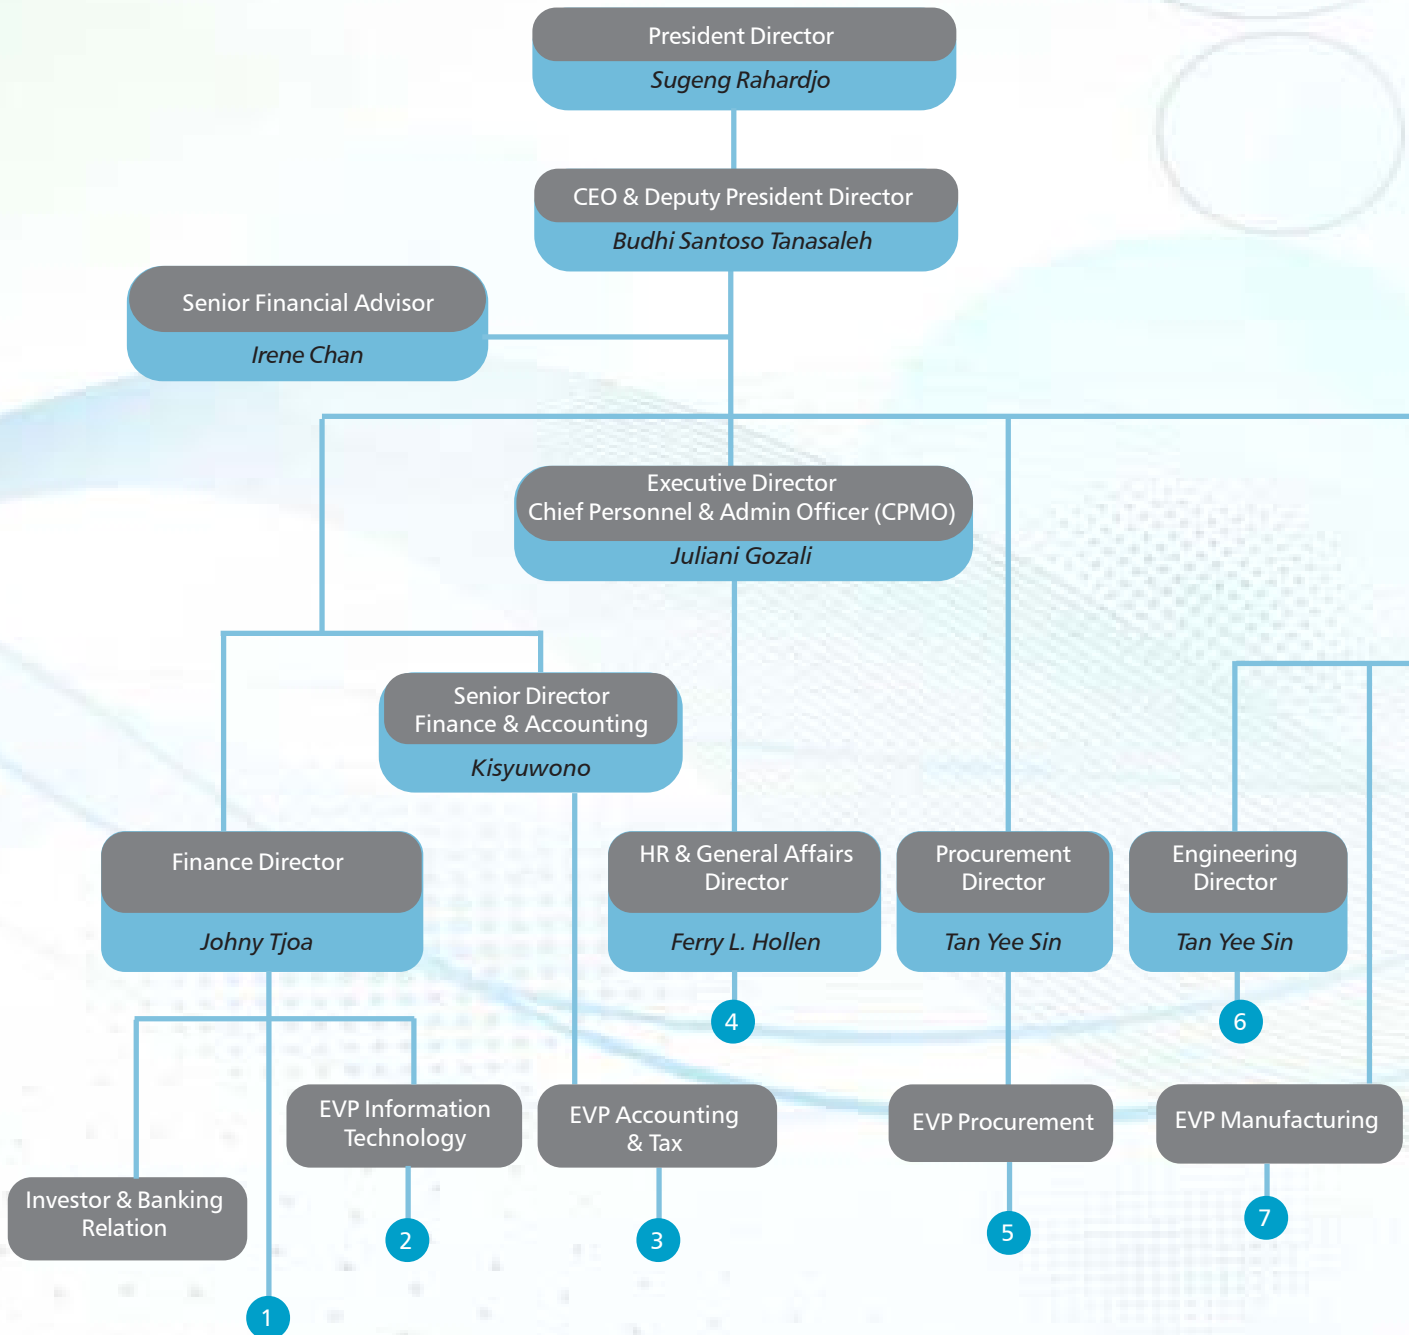 President Director
Sugeng Rahardjo
CEO & Deputy President Director
Budhi Santoso Tanasaleh
Senior Financial Advisor
Irene Chan
Executive Director
Chief Personnel & Admin Officer (CPMO)
Juliani Gozali
Senior Director
Finance & Accounting
Kisyuwono
Finance Director
Johny Tjoa
HR & General Affairs
Director
Ferry L. Hollen
Procurement
Director
Tan Yee Sin
Engineering
Director
Tan Yee Sin
4
6
EVP Information
Technology
EVP Accounting
& Tax
EVP Procurement
EVP Manufacturing
Investor & Banking
Relation
2
3
5
7
1